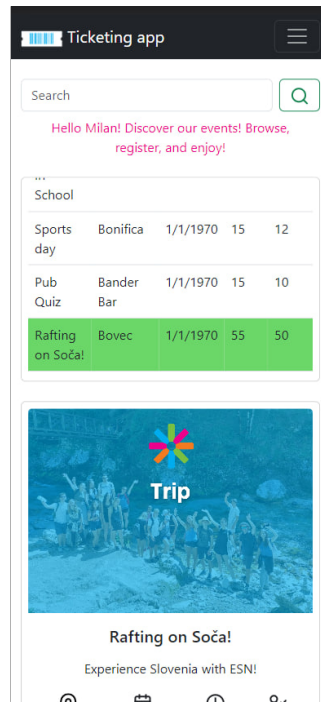 Ticketing app
Search
Hello Milan! Discover our events! Browse,
register, and enjoy!
School
Sports day Bonifica 1/1/1970 15 12
Pub Quiz Bander Bar 1/1/1970 15 10
Rafting on Soča! Bovec 1/1/1970 55 50
Trip
Rafting on Soča!
Experience Slovenia with ESN!